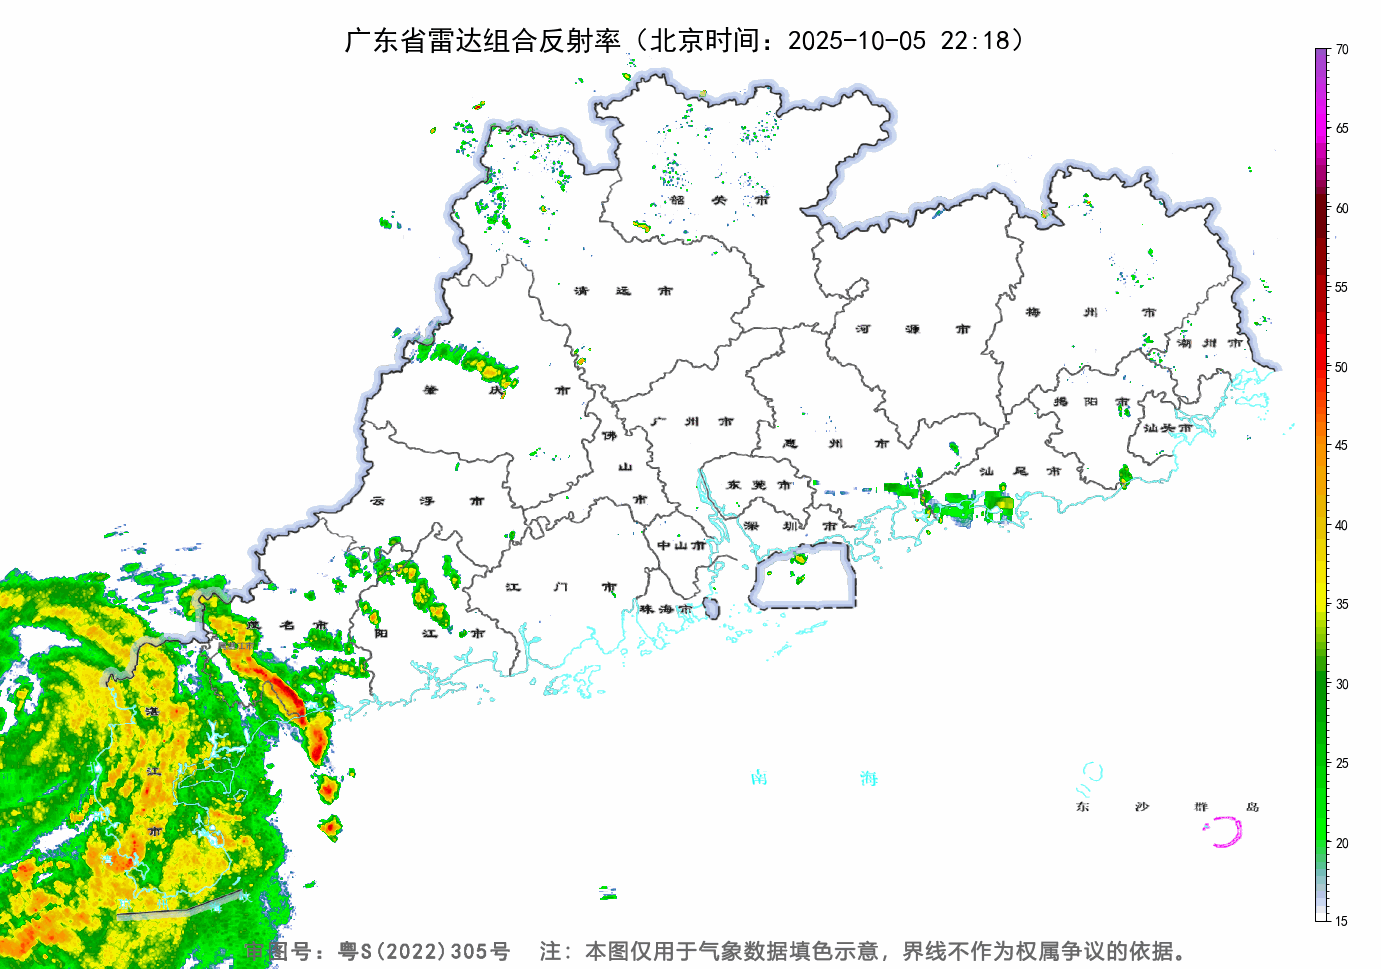 广东省雷达组合反射率（北京时间：2025-10-05 22:18）
70
65
60
55
50
45
40
35
30
25
20
15
韶关市
清远市
河源市
梅州市
潮州市
肇庆市
揭阳市
汕头市
广州市
佛山市
惠州市
汕尾市
东莞市
云浮市
深圳市
中山市
江门市
珠海市
茂名市
阳江市
湛江市
南海
东沙群岛
审图号：粤S(2022)305号 注：本图仅用于气象数据填色示意，界线不作为权属争议的依据。